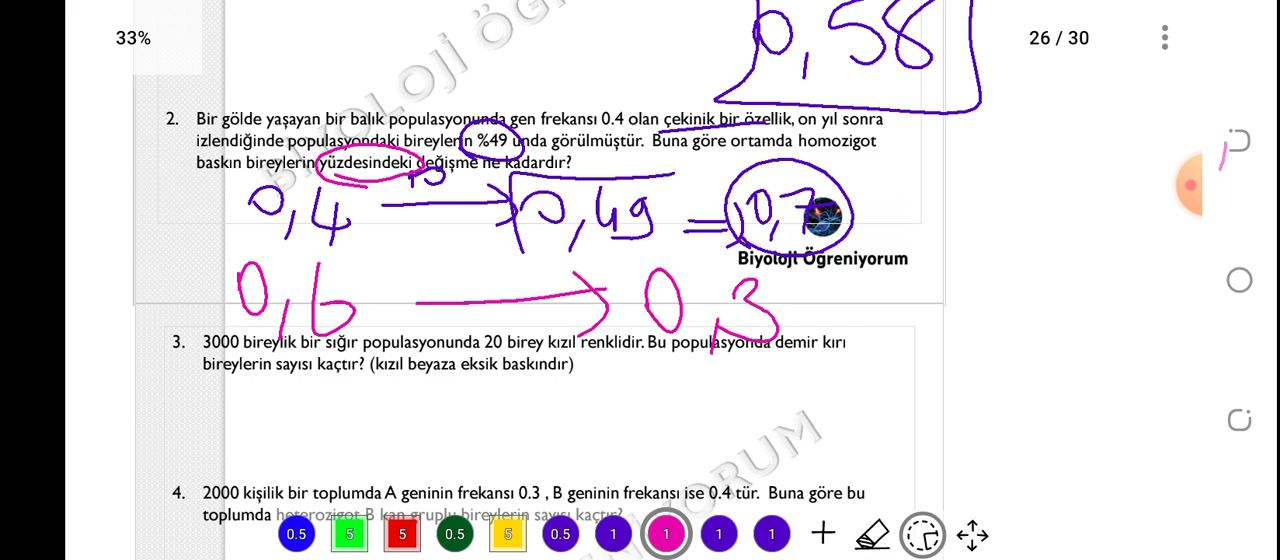 BİYOLOJİ ÖĞ
0,58
33%
26 / 30
2. Bir gölde yaşayan bir balık populasyonunda gen frekansı 0.4 olan çekinik bir özellik, on yıl sonra
izlendiğinde populasyondaki bireylerin %49 unda görülmüştür. Buna göre ortamda homozigot
baskın bireylerin yüzdesindeki değişme ne kadardır?
0,4 → 0,49 = 0,7
Biyoloji Öğreniyorum
0,6 → 0,3
3. 3000 bireylik bir sığır populasyonunda 20 birey kızıl renklidir. Bu populasyonda demir kırı
bireylerin sayısı kaçtır? (kızıl beyaza eksik baskındır)
YORUM
4. 2000 kişilik bir toplumda A geninin frekansı 0.3 , B geninin frekansı ise 0.4 tür. Buna göre bu
toplumda heterozigot B kan gruplu bireylerin sayısı kaçtır?
0.5 5 5 0.5 5 0.5 1 1 1 1